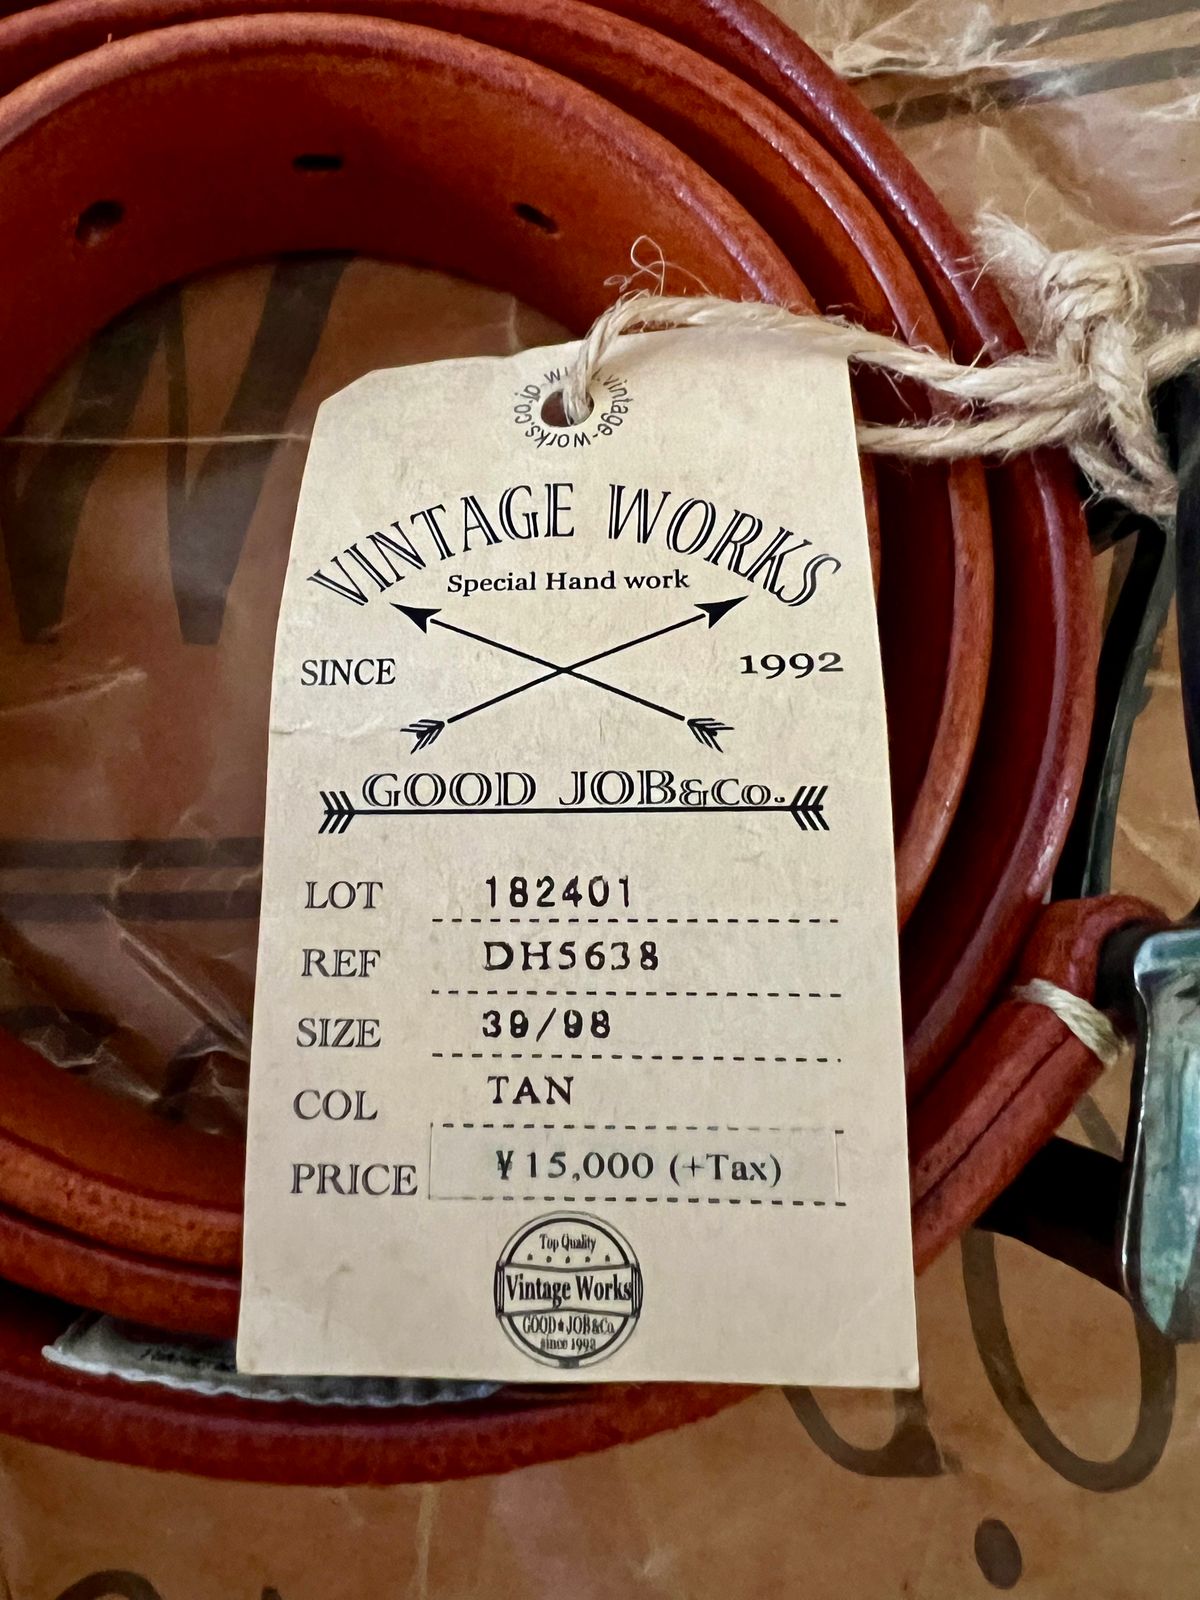 www.vintage-works.co.jp
VINTAGE WORKS
Special Hand work
SINCE 1992
GOOD JOB&Co.
LOT 182401
REF DH5638
SIZE 39/98
COL TAN
PRICE ¥15,000 (+Tax)
Top Quality
Vintage Works
GOOD★JOB&Co.
since 1992